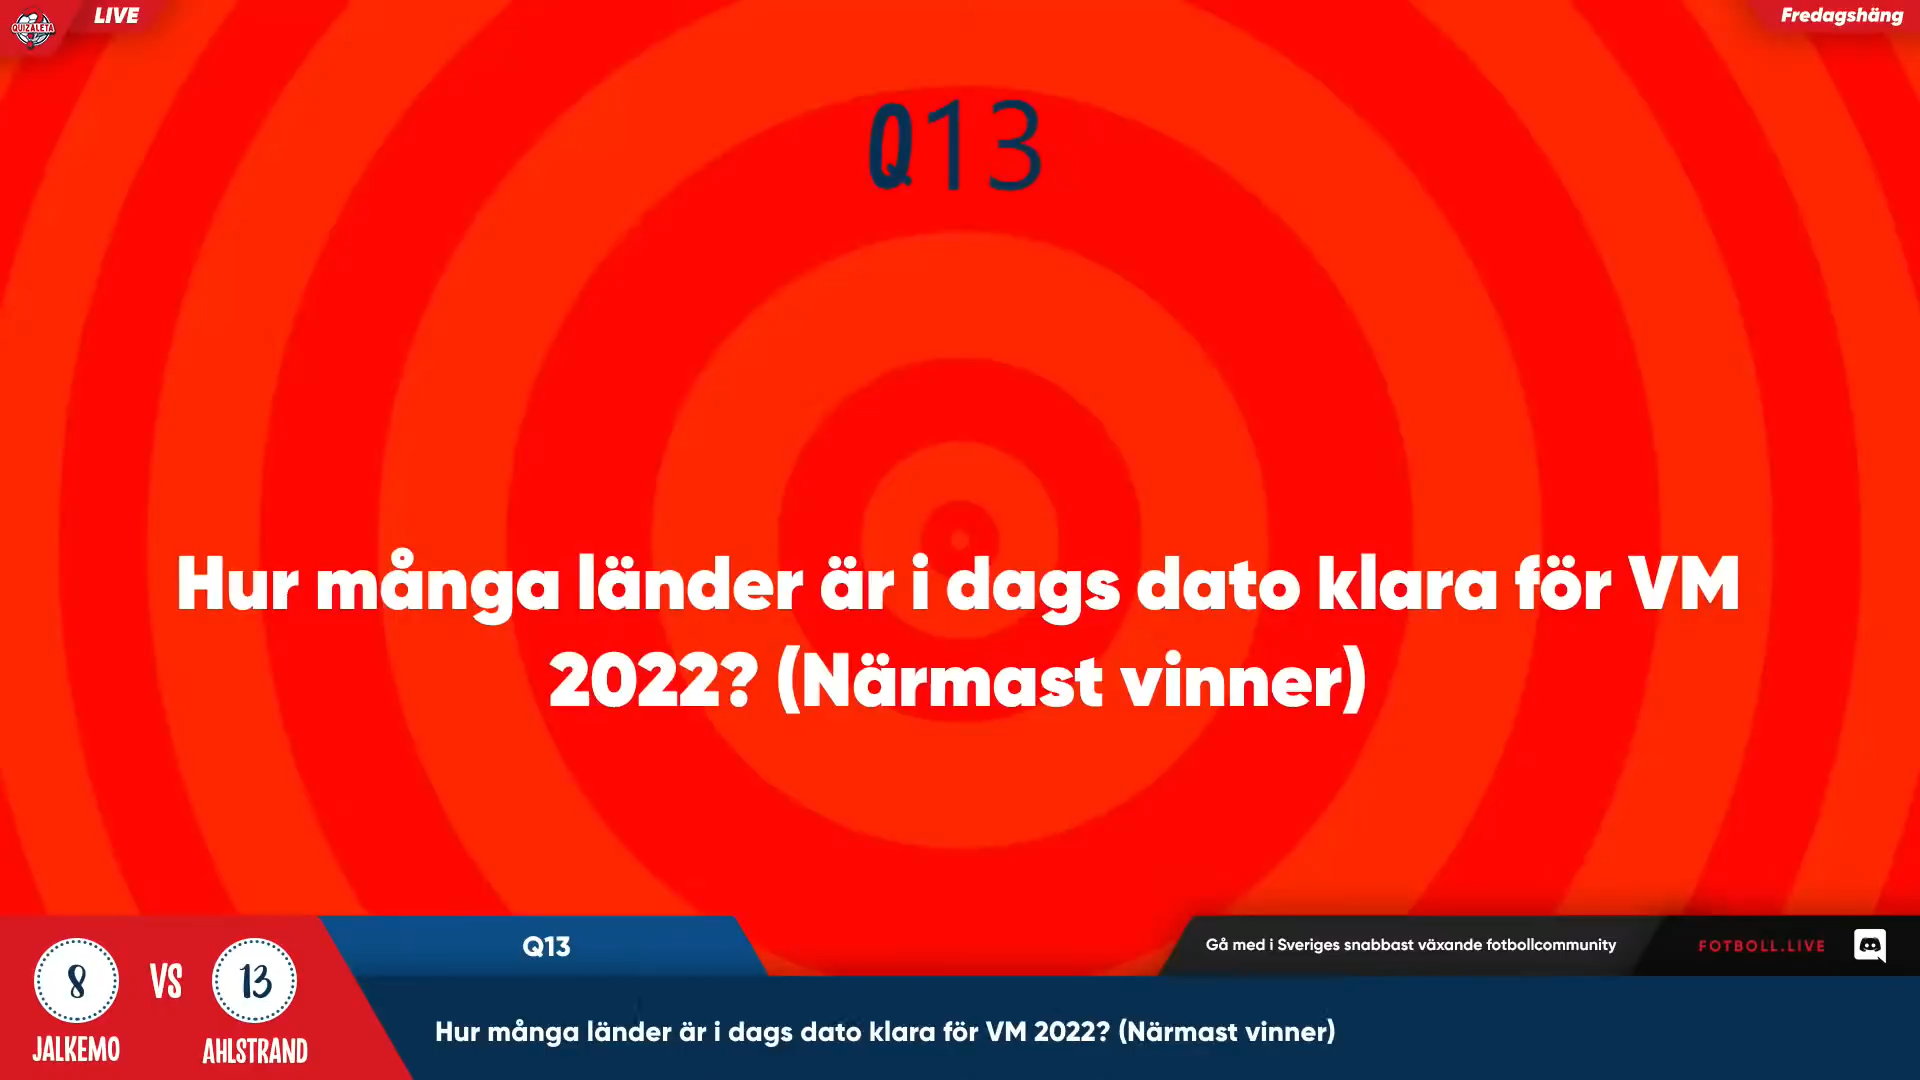 QUIZALETA
LIVE
Fredagshäng
Q13
Hur många länder är i dags dato klara för VM
2022? (Närmast vinner)
Q13
Gå med i Sveriges snabbast växande fotbollcommunity
FOTBOLL.LIVE
8 VS 13
JALKEMO
AHLSTRAND
Hur många länder är i dags dato klara för VM 2022? (Närmast vinner)